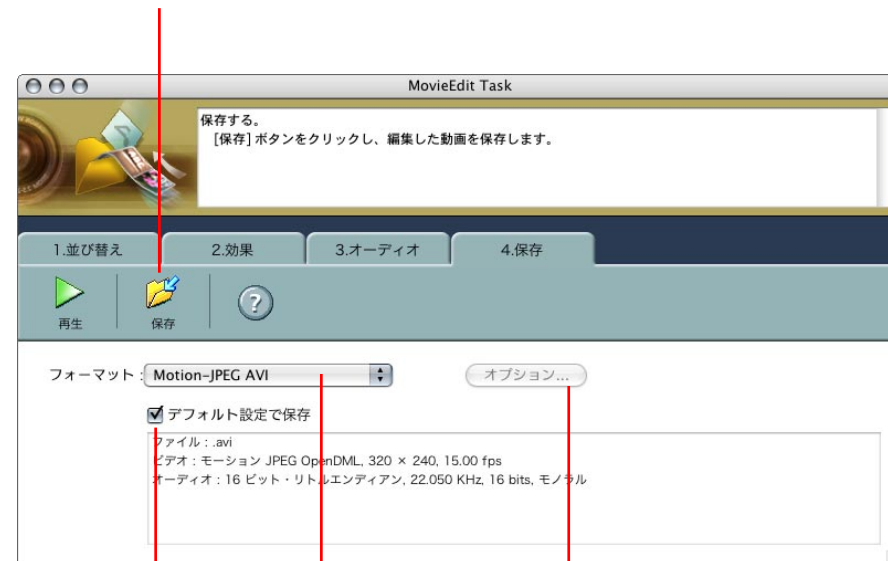 MovieEdit Task
保存する。
[保存] ボタンをクリックし、編集した動画を保存します。
1.並び替え
2.効果
3.オーディオ
4.保存
再生
保存
?
フォーマット :
Motion-JPEG AVI
オプション...
デフォルト設定で保存
ファイル : .avi
ビデオ : モーション JPEG OpenDML, 320 × 240, 15.00 fps
オーディオ : 16 ビット・リトルエンディアン, 22.050 KHz, 16 bits, モノラル